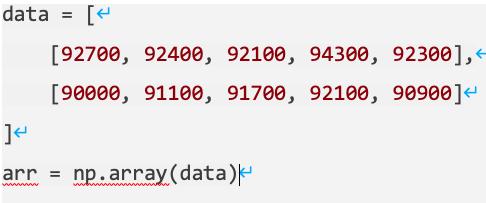 data = [
    [92700, 92400, 92100, 94300, 92300],
    [90000, 91100, 91700, 92100, 90900]
]
arr = np.array(data)